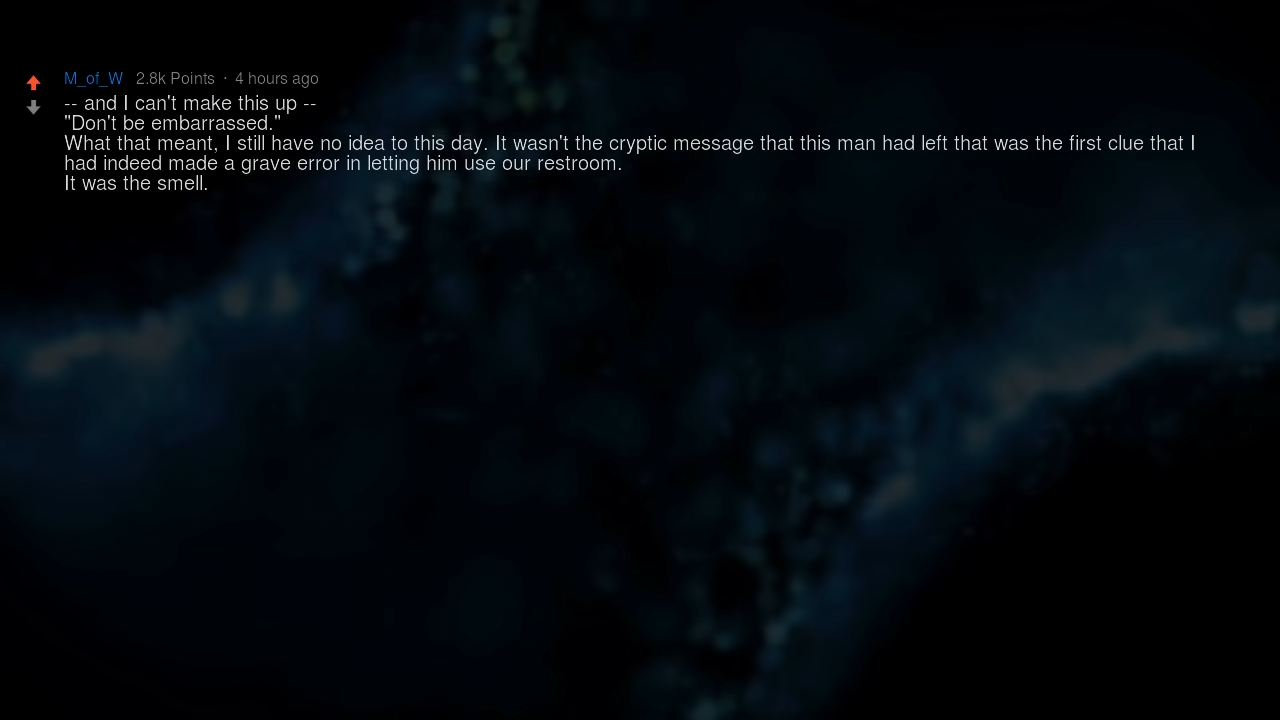 M_of_W 2.8k Points · 4 hours ago
-- and I can't make this up --
"Don't be embarrassed."
What that meant, I still have no idea to this day. It wasn't the cryptic message that this man had left that was the first clue that I
had indeed made a grave error in letting him use our restroom.
It was the smell.